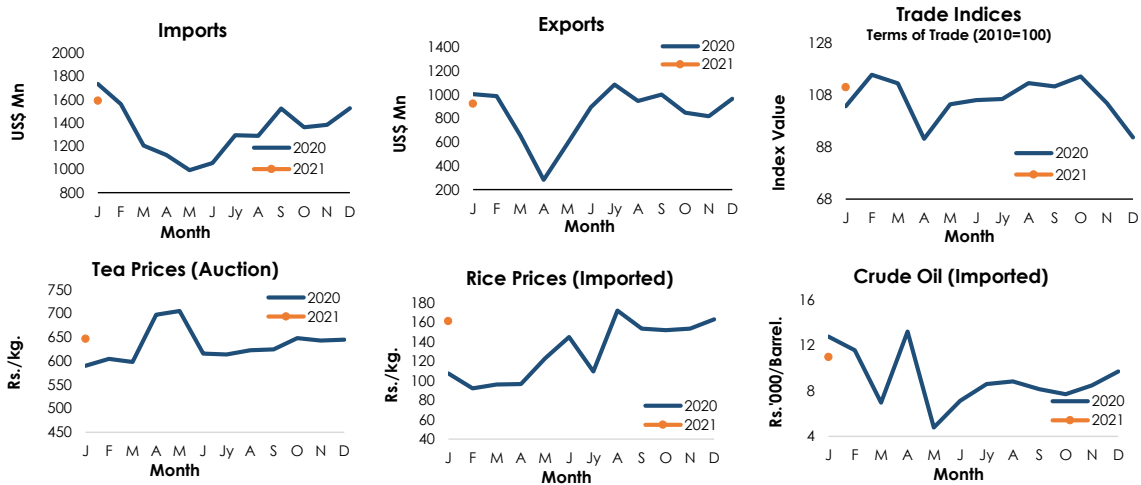 Imports
2000
1800
1600
1400
1200
1000
800
US$ Mn
J F M A M J Jy A S O N D
Month
2020
2021
Exports
1400
1200
1000
800
600
400
200
US$ Mn
J F M A M J Jy A S O N D
Month
2020
2021
Trade Indices
Terms of Trade (2010=100)
128
108
88
68
Index Value
J F M A M J Jy A S O N D
Month
2020
2021
Tea Prices (Auction)
750
700
650
600
550
500
450
Rs./kg.
J F M A M J Jy A S O N D
Month
2020
2021
Rice Prices (Imported)
180
160
140
120
100
80
60
40
Rs./kg.
J F M A M J Jy A S O N D
Month
2020
2021
Crude Oil (Imported)
16
12
8
4
Rs.'000/Barrel.
J F M A M J Jy A S O N D
Month
2020
2021